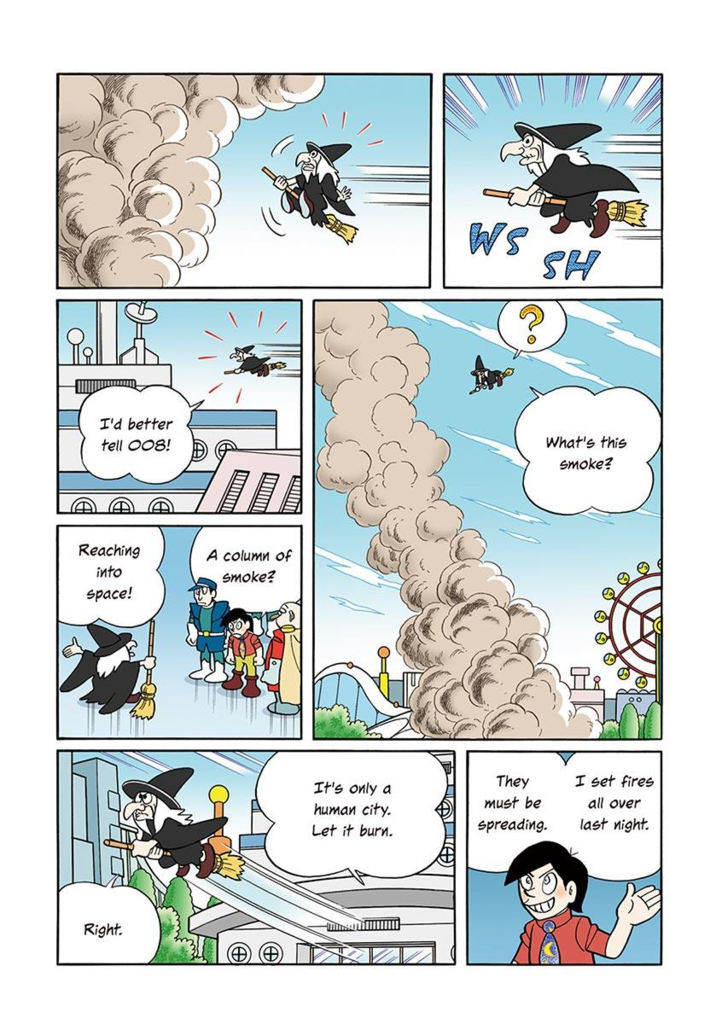 WS
SH
?
What's this
smoke?
I'd better
tell 008!
A column of
smoke?
Reaching
into
space!
I set fires
all over
last night.
They
must be
spreading.
It's only a
human city.
Let it burn.
Right.